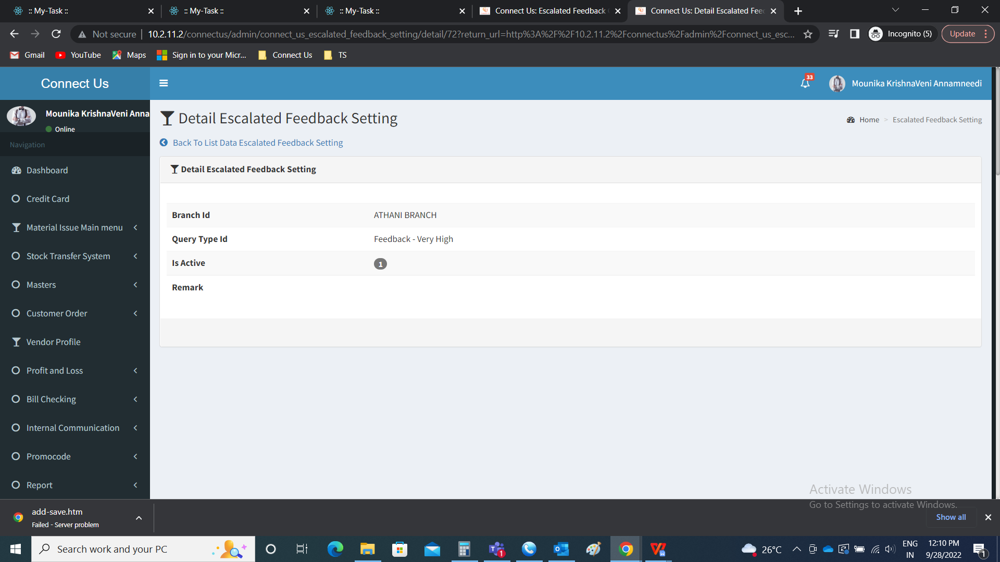 :: My-Task ::
:: My-Task ::
:: My-Task ::
Connect Us: Escalated Feedback
Connect Us: Detail Escalated Fee
Not secure
10.2.11.2/connectus/admin/connect_us_escalated_feedback_setting/detail/72?return_url=http%3A%2F%2F10.2.11.2%2Fconnectus%2Fadmin%2Fconnect_us_esc...
Incognito (5)
Update
Gmail
YouTube
Maps
Sign in to your Micr...
Connect Us
TS
Connect Us
33
Mounika KrishnaVeni Annamneedi
Mounika KrishnaVeni Anna
Online
Navigation
Dashboard
Credit Card
Material Issue Main menu
Stock Transfer System
Masters
Customer Order
Vendor Profile
Profit and Loss
Bill Checking
Internal Communication
Promocode
Report
Detail Escalated Feedback Setting
Home > Escalated Feedback Setting
Back To List Data Escalated Feedback Setting
Detail Escalated Feedback Setting
Branch Id ATHANI BRANCH
Query Type Id Feedback - Very High
Is Active 1
Remark
Activate Windows
Go to Settings to activate Windows.
add-save.htm
Failed - Server problem
Show all
Search work and your PC
1
26°C
ENG
IN
12:10 PM
9/28/2022
1